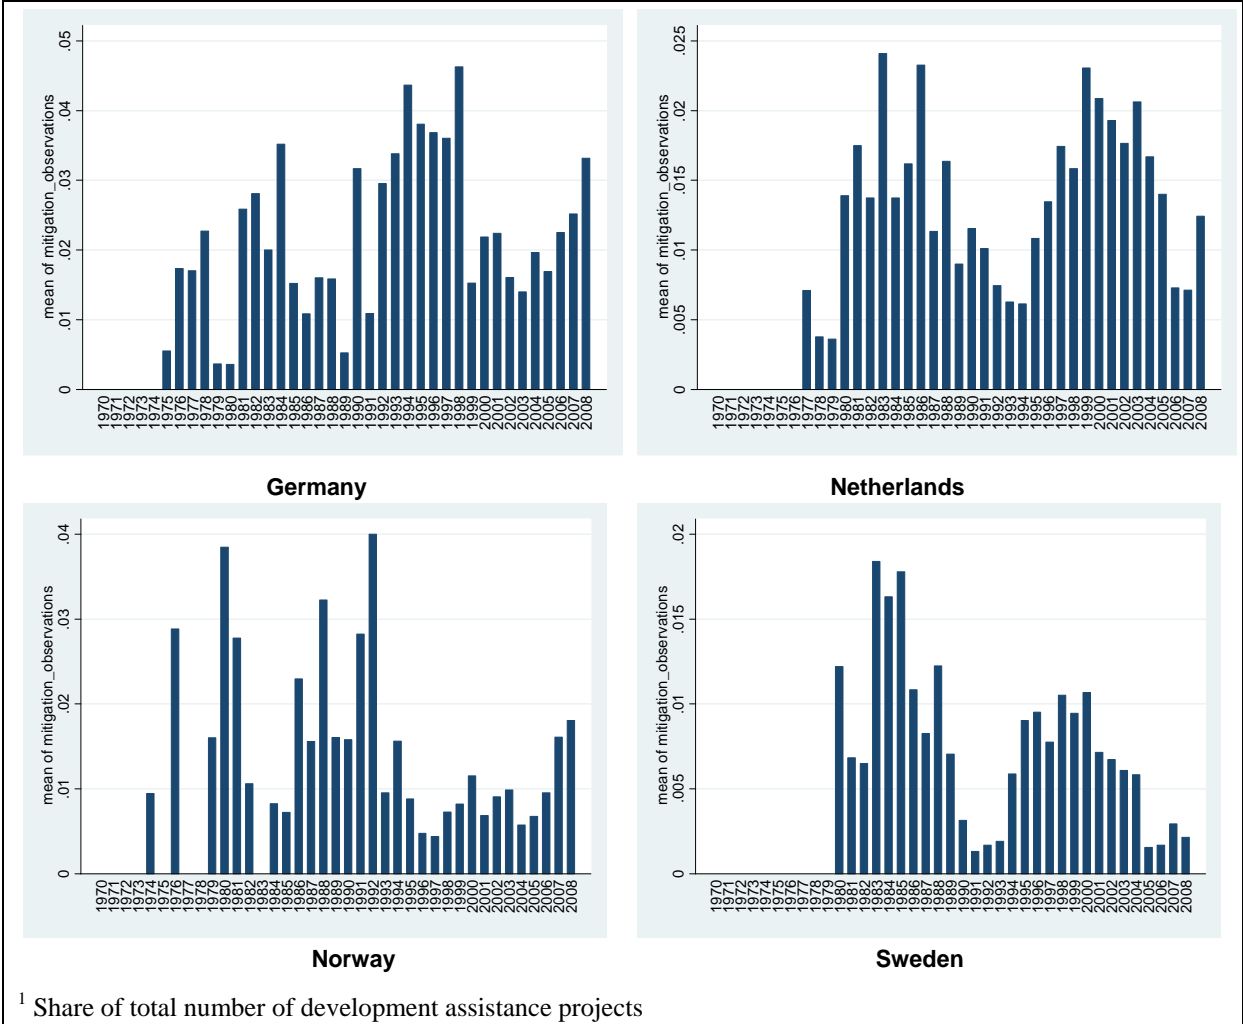 .05
.04
.03
.02
.01
0
mean of mitigation_observations
1970 1971 1972 1973 1974 1975 1976 1977 1978 1979 1980 1981 1982 1983 1984 1985 1986 1987 1988 1989 1990 1991 1992 1993 1994 1995 1996 1997 1998 1999 2000 2001 2002 2003 2004 2005 2006 2007 2008
Germany
.025
.02
.015
.01
.005
0
mean of mitigation_observations
1970 1971 1972 1973 1974 1975 1976 1977 1978 1979 1980 1981 1982 1983 1984 1985 1986 1987 1988 1989 1990 1991 1992 1993 1994 1995 1996 1997 1998 1999 2000 2001 2002 2003 2004 2005 2006 2007 2008
Netherlands
.04
.03
.02
.01
0
mean of mitigation_observations
1970 1971 1972 1973 1974 1975 1976 1977 1978 1979 1980 1981 1982 1983 1984 1985 1986 1987 1988 1989 1990 1991 1992 1993 1994 1995 1996 1997 1998 1999 2000 2001 2002 2003 2004 2005 2006 2007 2008
Norway
.02
.015
.01
.005
0
mean of mitigation_observations
1970 1971 1972 1973 1974 1975 1976 1977 1978 1979 1980 1981 1982 1983 1984 1985 1986 1987 1988 1989 1990 1991 1992 1993 1994 1995 1996 1997 1998 1999 2000 2001 2002 2003 2004 2005 2006 2007 2008
Sweden
1 Share of total number of development assistance projects